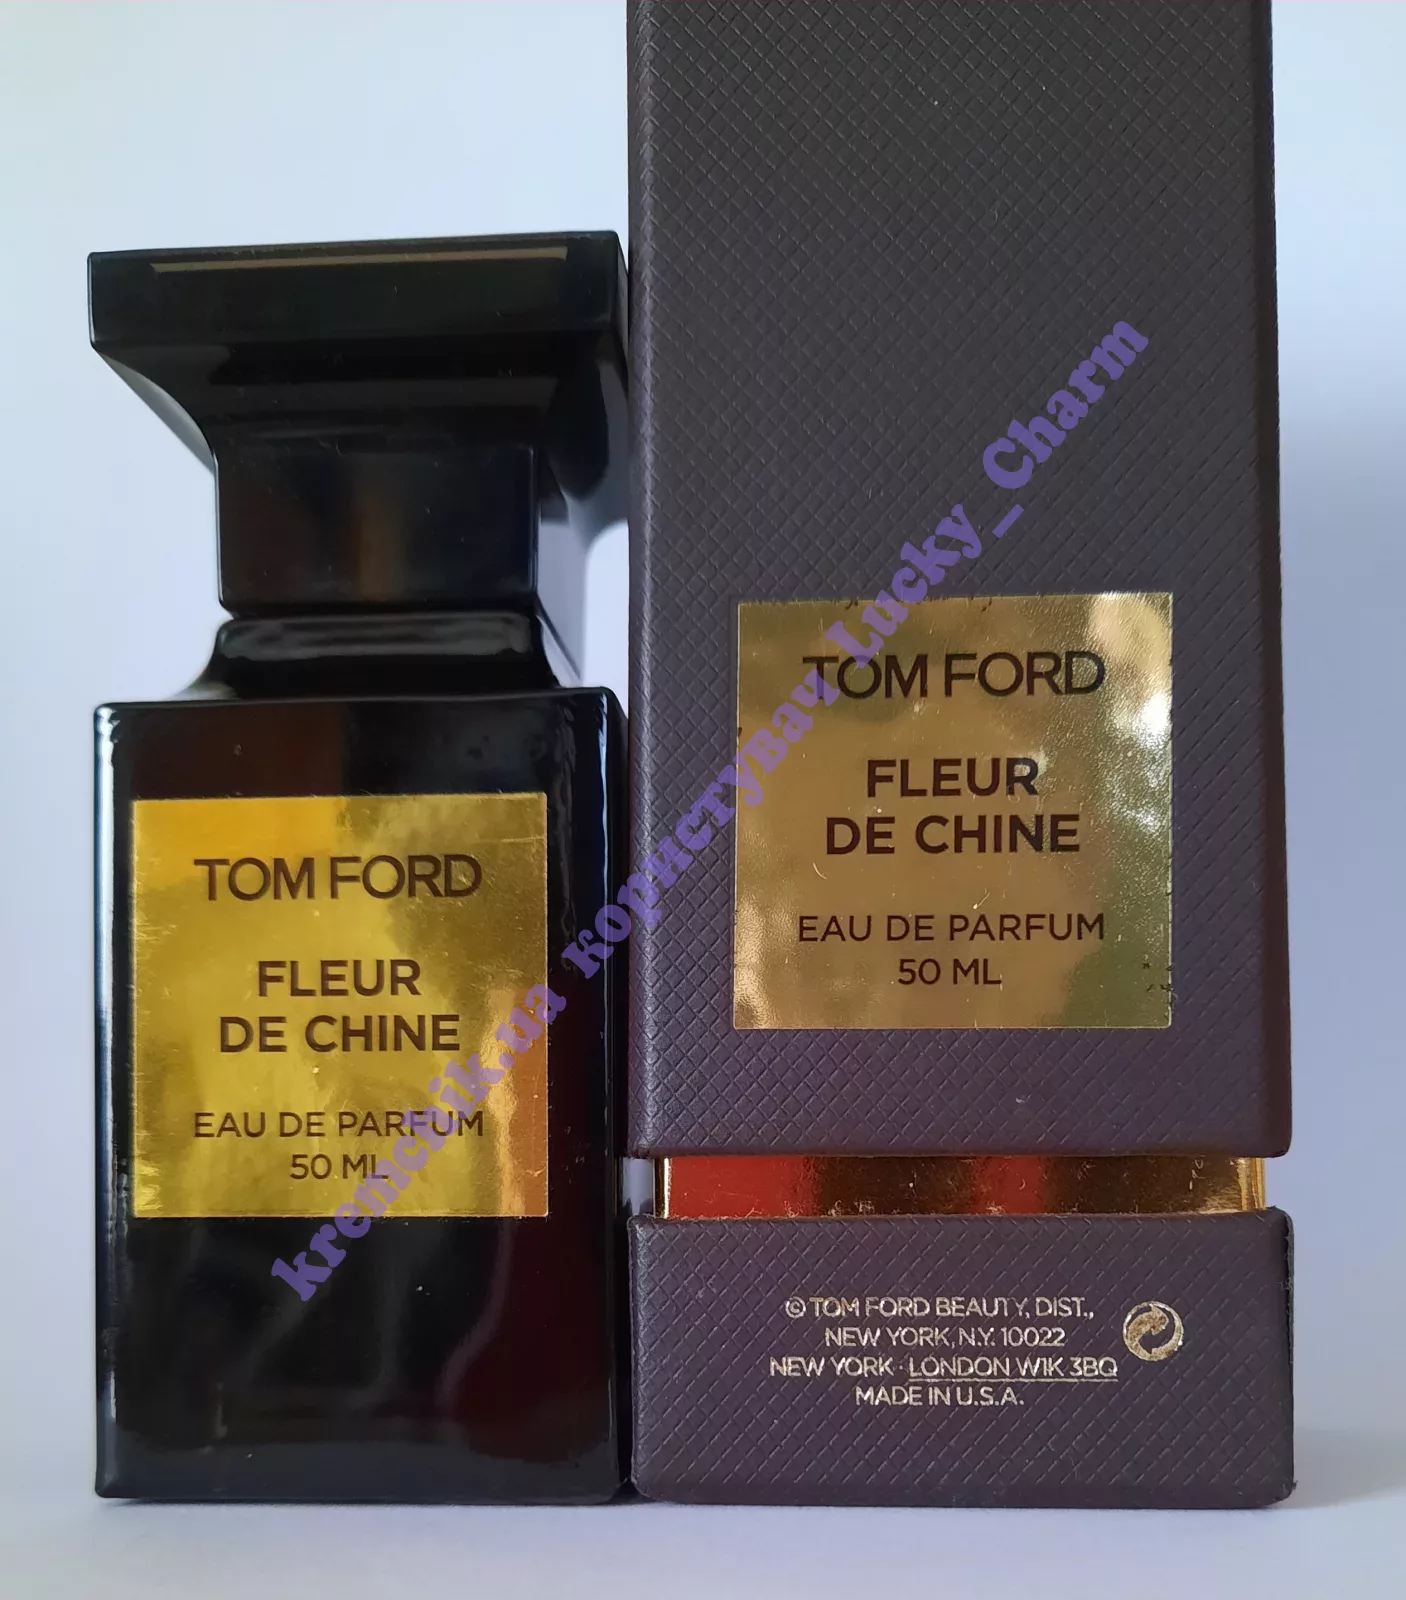 TOM FORD
FLEUR
DE CHINE
EAU DE PARFUM
50 ML
TOM FORD
FLEUR
DE CHINE
EAU DE PARFUM
50 ML
© TOM FORD BEAUTY, DIST.,
NEW YORK, N.Y. 10022
NEW YORK · LONDON W1K 3BQ
MADE IN U.S.A.
kremchik.ua користувач Lucky_Charm